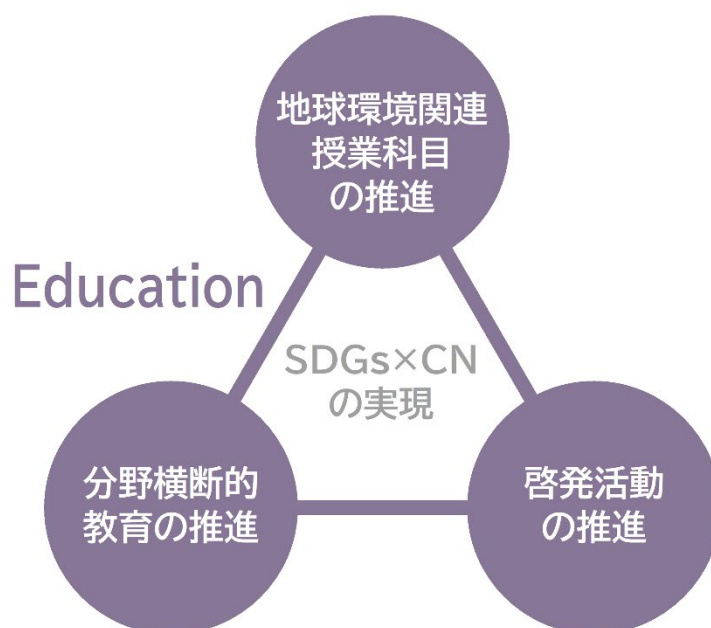 地球環境関連
授業科目
の推進
Education
SDGs×CN
の実現
分野横断的
教育の推進
啓発活動
の推進